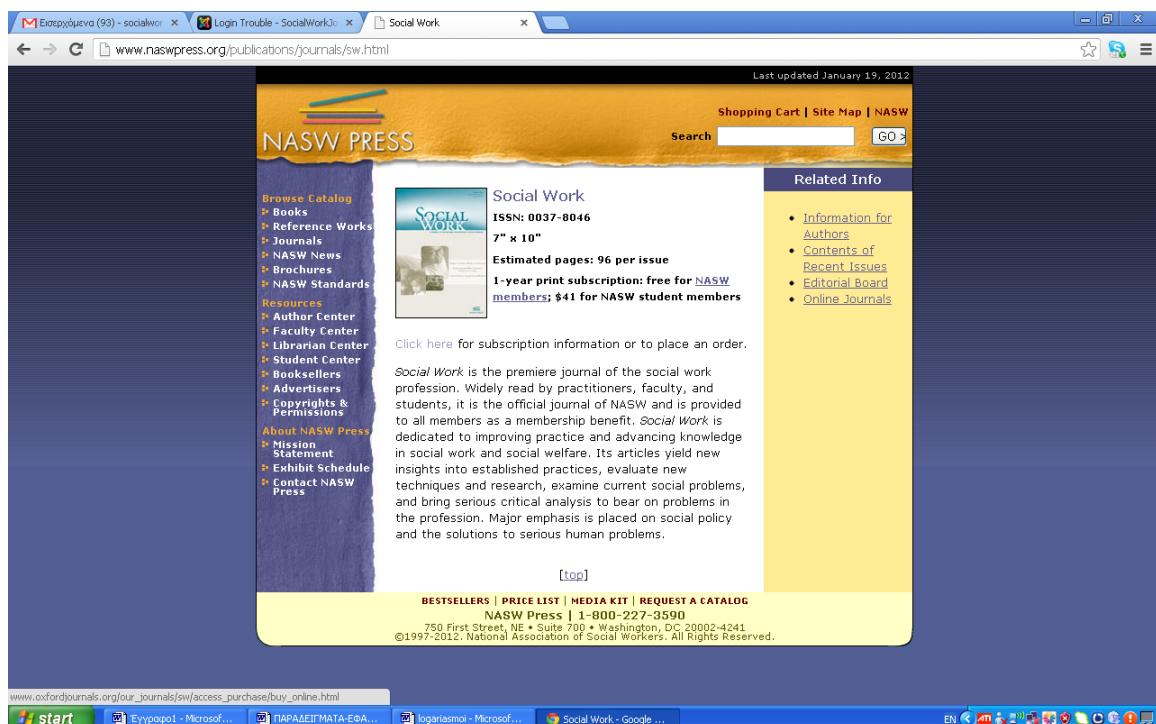 Εισερχόμενα (93) - socialwor
Login Trouble - SocialWorkJo
Social Work
www.naswpress.org/publications/journals/sw.html
Last updated January 19, 2012
Shopping Cart | Site Map | NASW
NASW PRESS
Search
GO >
Browse Catalog
Books
Reference Works
Journals
NASW News
Brochures
NASW Standards
Resources
Author Center
Faculty Center
Librarian Center
Student Center
Booksellers
Advertisers
Copyrights &
Permissions
About NASW Press
Mission
Statement
Exhibit Schedule
Contact NASW
Press
SOCIAL
WORK
Social Work
ISSN: 0037-8046
7" x 10"
Estimated pages: 96 per issue
1-year print subscription: free for NASW
members; $41 for NASW student members
Click here for subscription information or to place an order.
Social Work is the premiere journal of the social work
profession. Widely read by practitioners, faculty, and
students, it is the official journal of NASW and is provided
to all members as a membership benefit. Social Work is
dedicated to improving practice and advancing knowledge
in social work and social welfare. Its articles yield new
insights into established practices, evaluate new
techniques and research, examine current social problems,
and bring serious critical analysis to bear on problems in
the profession. Major emphasis is placed on social policy
and the solutions to serious human problems.
[top]
Related Info
Information for
Authors
Contents of
Recent Issues
Editorial Board
Online Journals
BESTSELLERS | PRICE LIST | MEDIA KIT | REQUEST A CATALOG
NASW Press | 1-800-227-3590
750 First Street, NE • Suite 700 • Washington, DC 20002-4241
©1997-2012. National Association of Social Workers. All Rights Reserved.
www.oxfordjournals.org/our_journals/sw/access_purchase/buy_online.html
start
Έγγραφο1 - Microsof...
ΠΑΡΑΔΕΙΓΜΑΤΑ-ΕΦΑ...
logariasmoi - Microsof...
Social Work - Google ...
EN
ATI